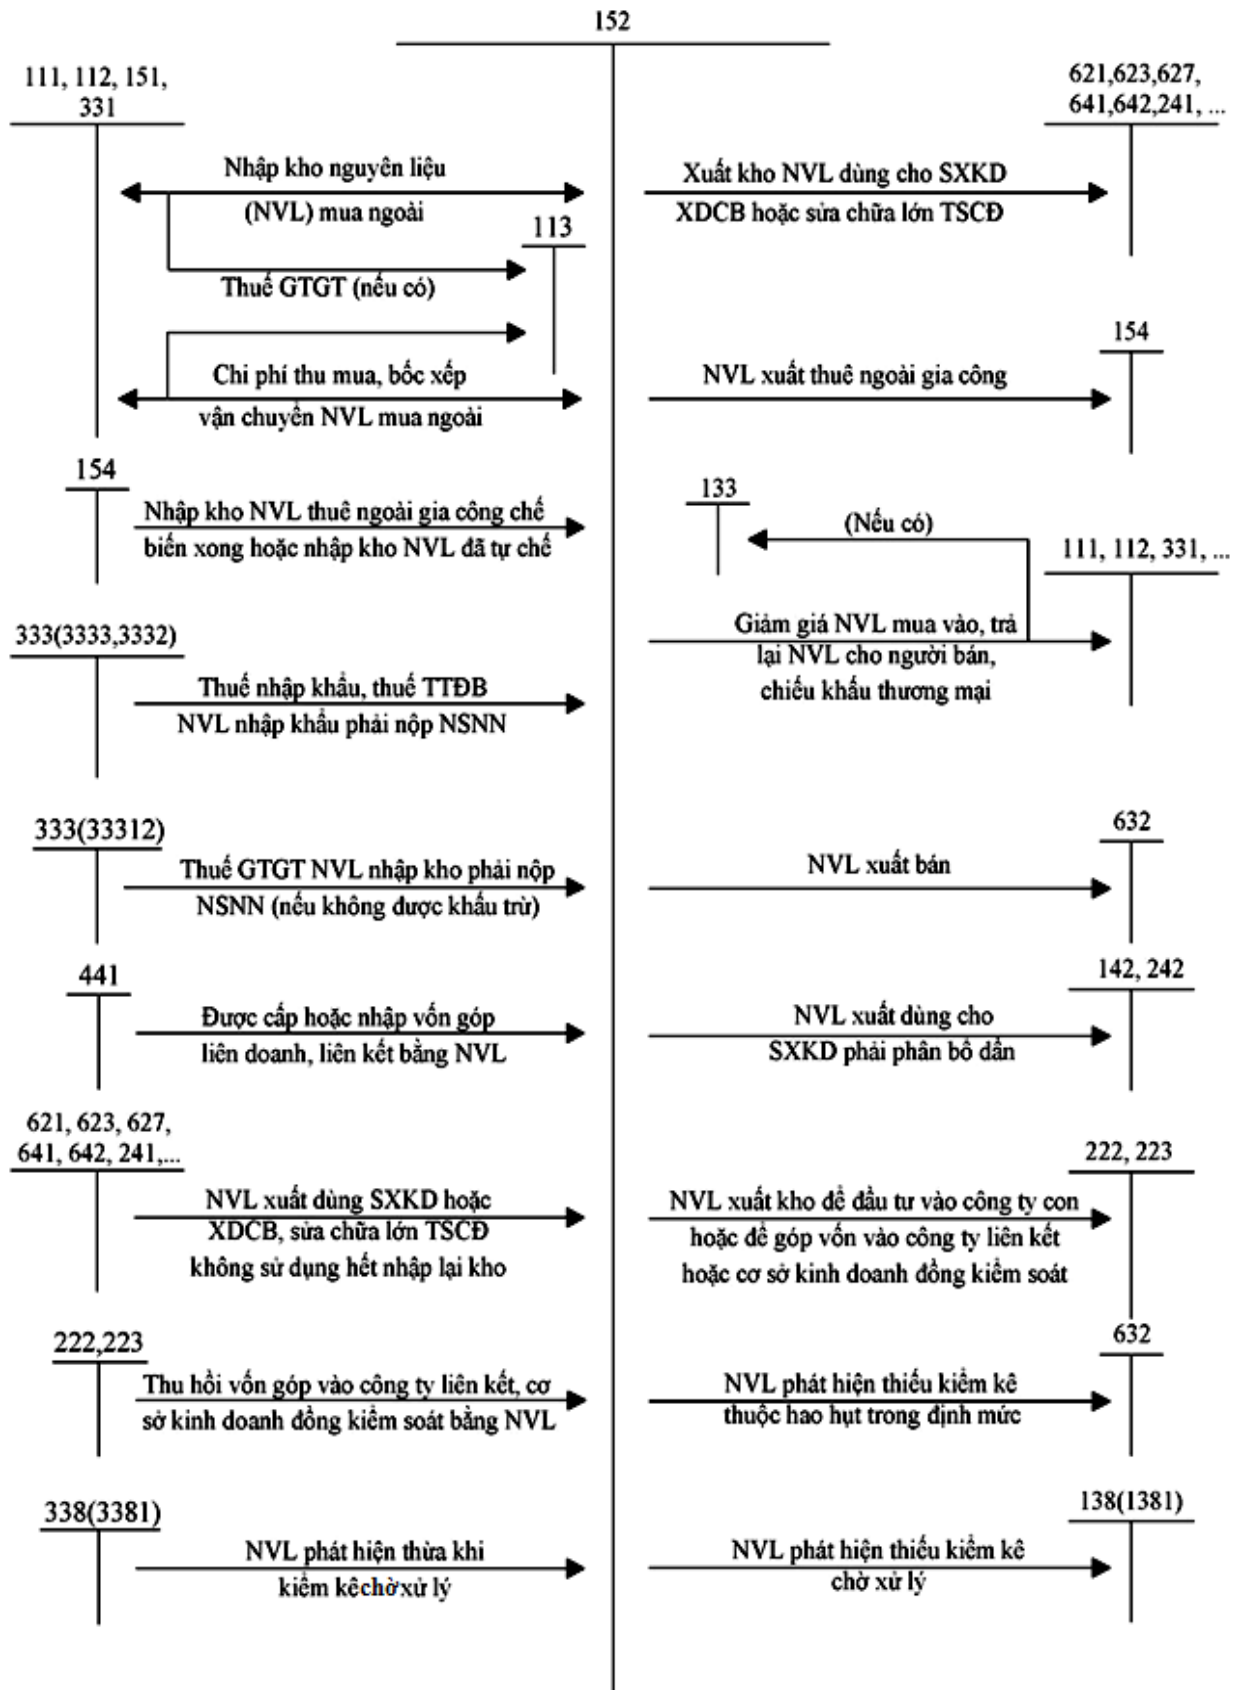 152
111, 112, 151,
331
Nhập kho nguyên liệu
(NVL) mua ngoài
113
Thuế GTGT (nếu có)
Chi phí thu mua, bốc xếp
vận chuyển NVL mua ngoài
154
Nhập kho NVL thuê ngoài gia công chế
biến xong hoặc nhập kho NVL đã tự chế
333(3333,3332)
Thuế nhập khẩu, thuế TTĐB
NVL nhập khẩu phải nộp NSNN
333(33312)
Thuế GTGT NVL nhập kho phải nộp
NSNN (nếu không được khấu trừ)
441
Được cấp hoặc nhập vốn góp
liên doanh, liên kết bằng NVL
621, 623, 627,
641, 642, 241,...
NVL xuất dùng SXKD hoặc
XDCB, sửa chữa lớn TSCĐ
không sử dụng hết nhập lại kho
222,223
Thu hồi vốn góp vào công ty liên kết, cơ
sở kinh doanh đồng kiểm soát bằng NVL
338(3381)
NVL phát hiện thừa khi
kiểm kê chờ xử lý
621,623,627,
641,642,241, ...
Xuất kho NVL dùng cho SXKD
XDCB hoặc sửa chữa lớn TSCĐ
154
NVL xuất thuê ngoài gia công
133
(Nếu có)
111, 112, 331, ...
Giảm giá NVL mua vào, trả
lại NVL cho người bán,
chiếu khấu thương mại
632
NVL xuất bán
142, 242
NVL xuất dùng cho
SXKD phải phân bổ dần
222, 223
NVL xuất kho để đầu tư vào công ty con
hoặc để góp vốn vào công ty liên kết
hoặc cơ sở kinh doanh đồng kiểm soát
632
NVL phát hiện thiếu kiểm kê
thuộc hao hụt trong định mức
138(1381)
NVL phát hiện thiếu kiểm kê
chờ xử lý